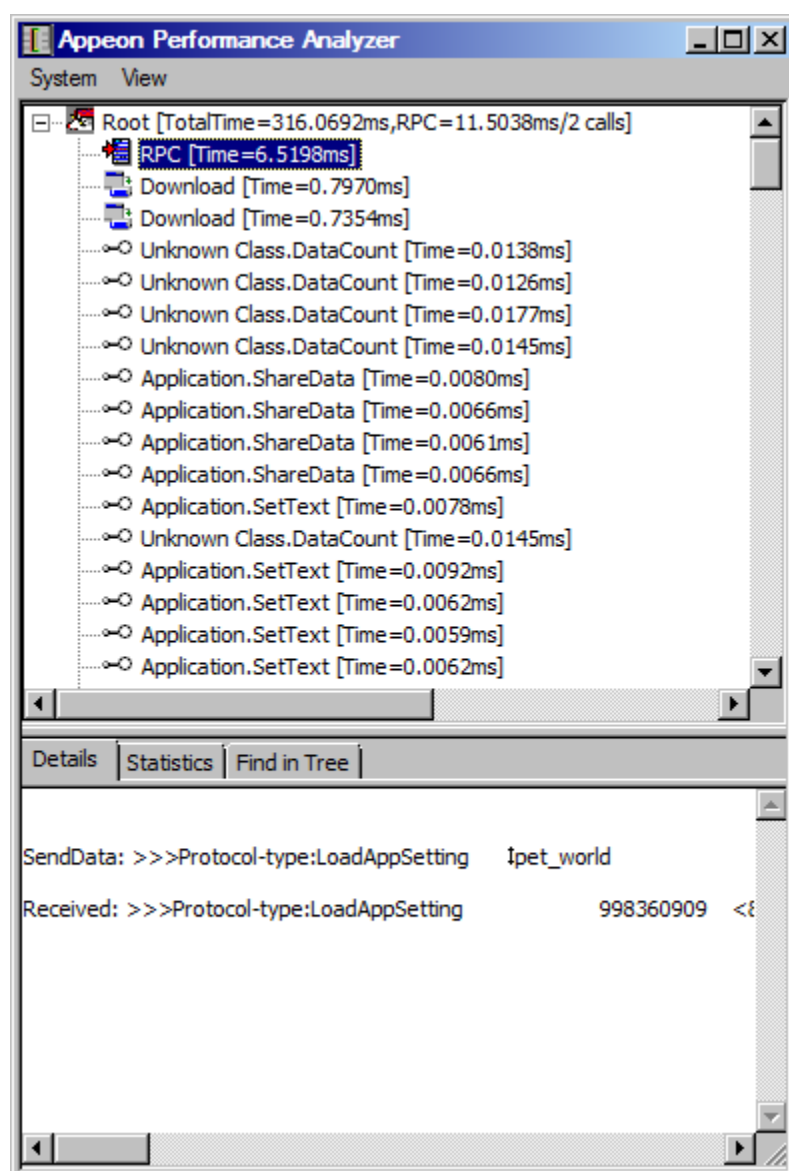 Appeon Performance Analyzer
System View
Root [TotalTime=316.0692ms,RPC=11.5038ms/2 calls]
RPC [Time=6.5198ms]
Download [Time=0.7970ms]
Download [Time=0.7354ms]
Unknown Class.DataCount [Time=0.0138ms]
Unknown Class.DataCount [Time=0.0126ms]
Unknown Class.DataCount [Time=0.0177ms]
Unknown Class.DataCount [Time=0.0145ms]
Application.ShareData [Time=0.0080ms]
Application.ShareData [Time=0.0066ms]
Application.ShareData [Time=0.0061ms]
Application.ShareData [Time=0.0066ms]
Application.SetText [Time=0.0078ms]
Unknown Class.DataCount [Time=0.0145ms]
Application.SetText [Time=0.0092ms]
Application.SetText [Time=0.0062ms]
Application.SetText [Time=0.0059ms]
Application.SetText [Time=0.0062ms]
Details Statistics Find in Tree
SendData: >>>Protocol-type:LoadAppSetting ↕pet_world
Received: >>>Protocol-type:LoadAppSetting 998360909